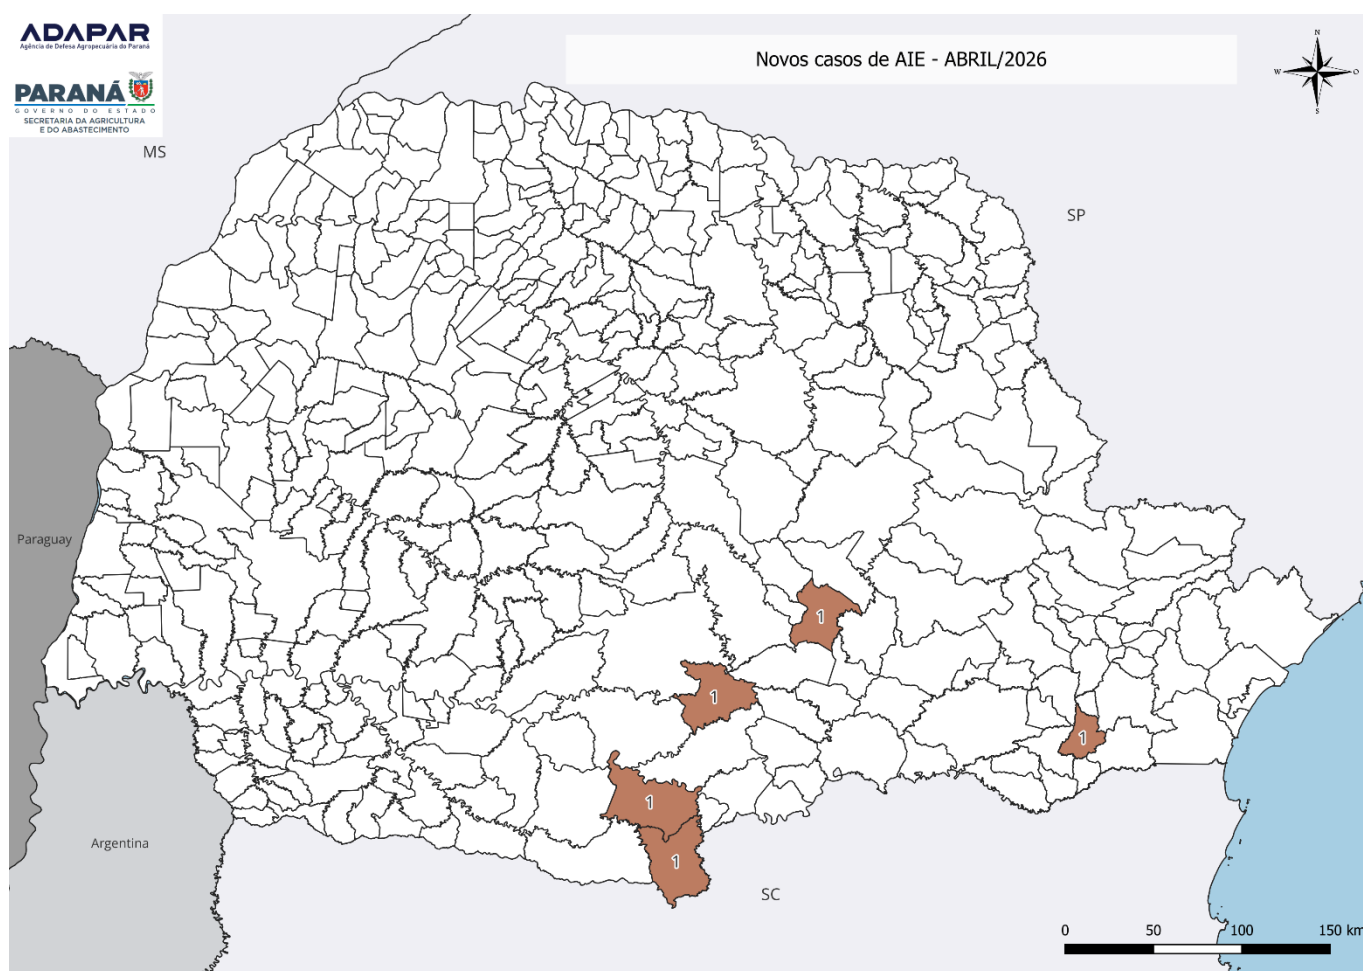 ADAPAR
Agência de Defesa Agropecuária do Paraná
PARANÁ
GOVERNO DO ESTADO
SECRETARIA DA AGRICULTURA
E DO ABASTECIMENTO
Novos casos de AIE - ABRIL/2026
N
W
O
S
MS
SP
Paraguay
1
1
1
1
1
Argentina
SC
0 50 100 150 km